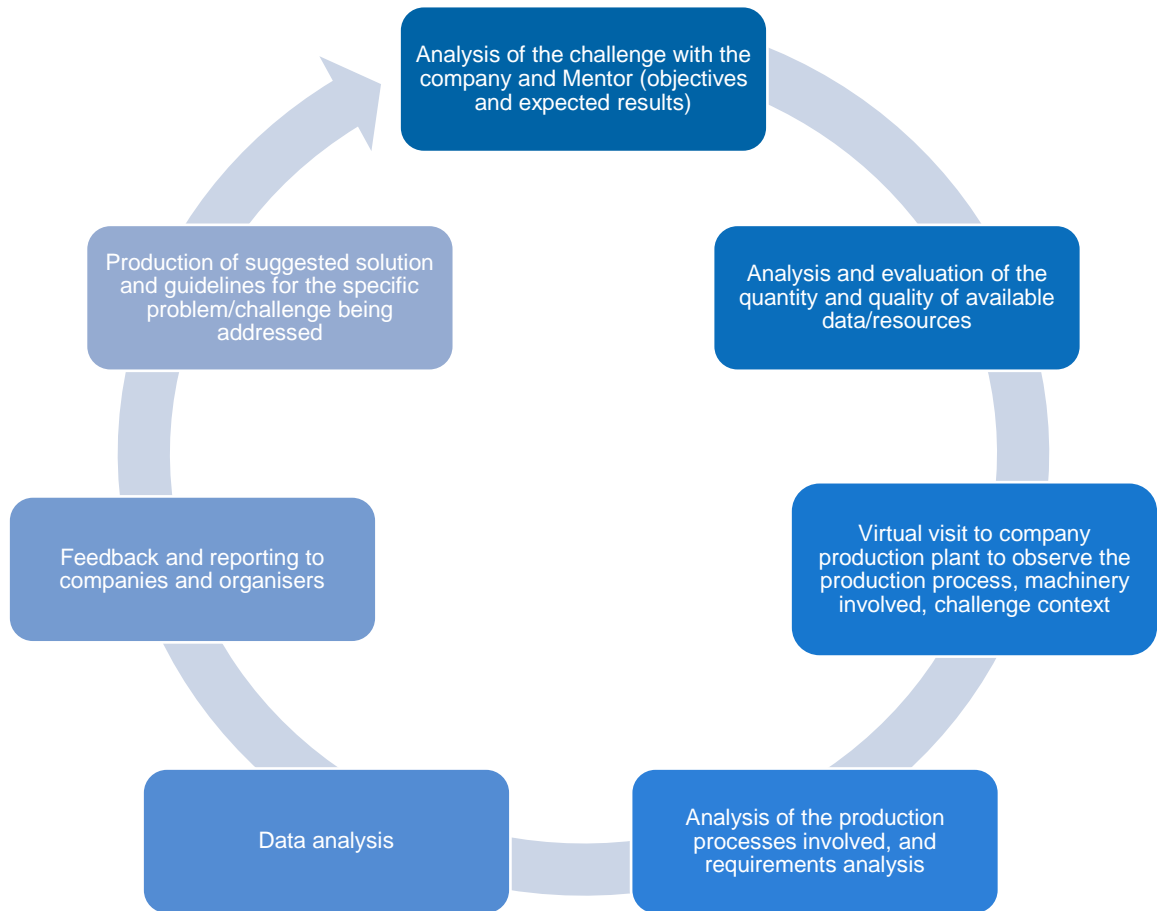 Analysis of the challenge with the
company and Mentor (objectives
and expected results)
Analysis and evaluation of the
quantity and quality of available
data/resources
Virtual visit to company
production plant to observe the
production process, machinery
involved, challenge context
Analysis of the production
processes involved, and
requirements analysis
Data analysis
Feedback and reporting to
companies and organisers
Production of suggested solution
and guidelines for the specific
problem/challenge being
addressed